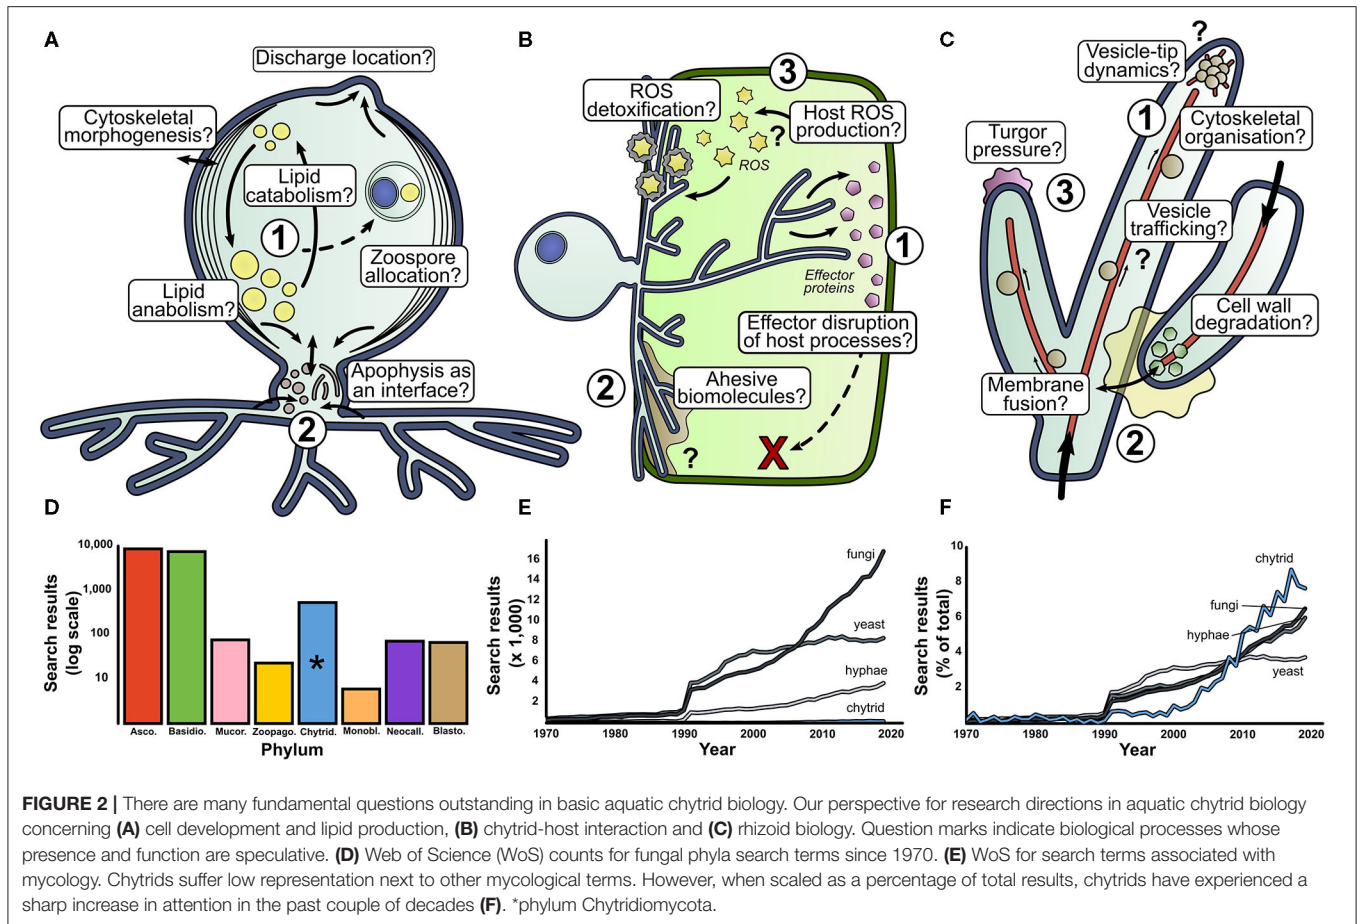 A
Discharge location?
Cytoskeletal
morphogenesis?
Lipid
catabolism?
1
Zoospore
allocation?
Lipid
anabolism?
Apophysis as
an interface?
2
B
3
ROS
detoxification?
Host ROS
production?
?
ROS
1
Effector
proteins
Effector disruption
of host processes?
2
Ahesive
biomolecules?
?
X
C
?
Vesicle-tip
dynamics?
1
Cytoskeletal
organisation?
Turgor
pressure?
3
Vesicle
trafficking?
?
Cell wall
degradation?
Membrane
fusion?
2
D
Search results
(log scale)
10,000
1,000
100
10
*
Asco. Basidio. Mucor. Zoopago. Chytrid. Monobl. Neocall. Blasto.
Phylum
E
Search results
(x 1,000)
16
14
12
10
8
6
4
2
fungi
yeast
hyphae
chytrid
1970 1980 1990 2000 2010 2020
Year
F
Search results
(% of total)
10
8
6
4
2
chytrid
fungi
hyphae
yeast
1970 1980 1990 2000 2010 2020
Year
FIGURE 2 | There are many fundamental questions outstanding in basic aquatic chytrid biology. Our perspective for research directions in aquatic chytrid biology
concerning (A) cell development and lipid production, (B) chytrid-host interaction and (C) rhizoid biology. Question marks indicate biological processes whose
presence and function are speculative. (D) Web of Science (WoS) counts for fungal phyla search terms since 1970. (E) WoS for search terms associated with
mycology. Chytrids suffer low representation next to other mycological terms. However, when scaled as a percentage of total results, chytrids have experienced a
sharp increase in attention in the past couple of decades (F). *phylum Chytridiomycota.